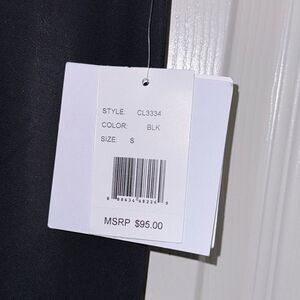 STYLE: CL3334
COLOR: BLK
SIZE: S
MSRP $95.00